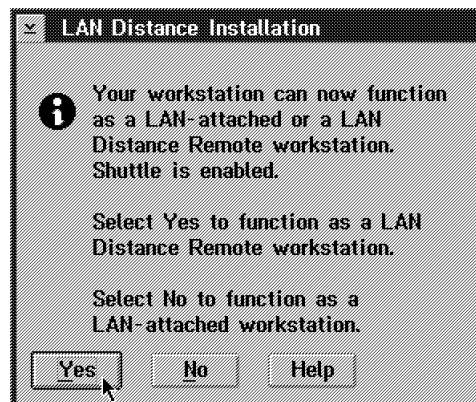 LAN Distance Installation
Your workstation can now function
as a LAN-attached or a LAN
Distance Remote workstation.
Shuttle is enabled.
Select Yes to function as a LAN
Distance Remote workstation.
Select No to function as a
LAN-attached workstation.
Yes No Help